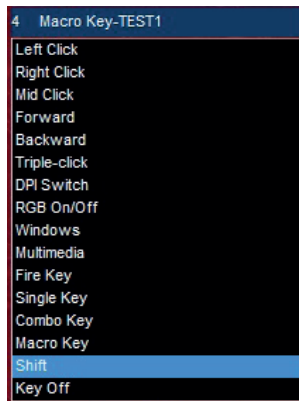 4 Macro Key-TEST1
Left Click
Right Click
Mid Click
Forward
Backward
Triple-click
DPI Switch
RGB On/Off
Windows
Multimedia
Fire Key
Single Key
Combo Key
Macro Key
Shift
Key Off